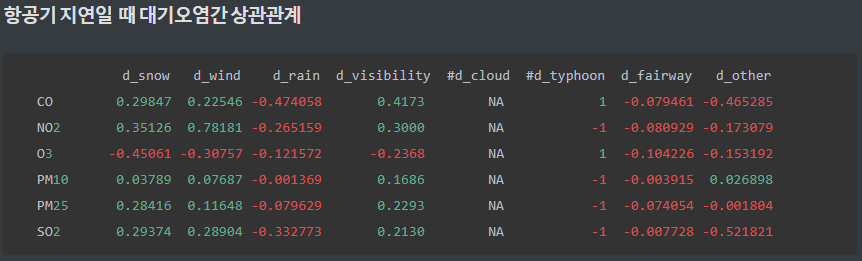 항공기 지연일 때 대기오염간 상관관계
d_snow d_wind d_rain d_visibility #d_cloud #d_typhoon d_fairway d_other
CO 0.29847 0.22546 -0.474058 0.4173 NA 1 -0.079461 -0.465285
NO2 0.35126 0.78181 -0.265159 0.3000 NA -1 -0.080929 -0.173079
O3 -0.45061 -0.30757 -0.121572 -0.2368 NA 1 -0.104226 -0.153192
PM10 0.03789 0.07687 -0.001369 0.1686 NA -1 -0.003915 0.026898
PM25 0.28416 0.11648 -0.079629 0.2293 NA -1 -0.074054 -0.001804
SO2 0.29374 0.28904 -0.332773 0.2130 NA -1 -0.007728 -0.521821